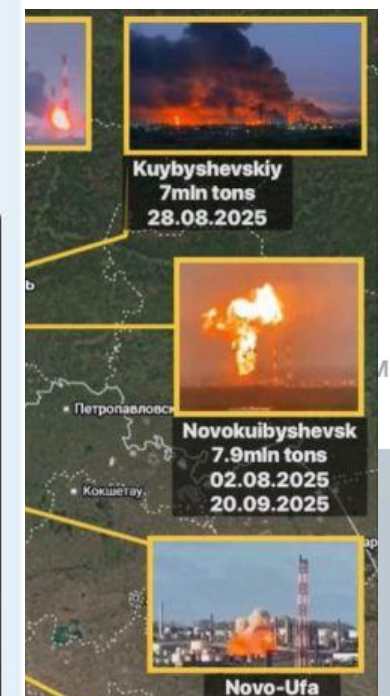 Kuybyshevskiy
7mln tons
28.08.2025
Петропавловск
Novokuibyshevsk
7.9mln tons
02.08.2025
20.09.2025
Кокшетау
Novo-Ufa